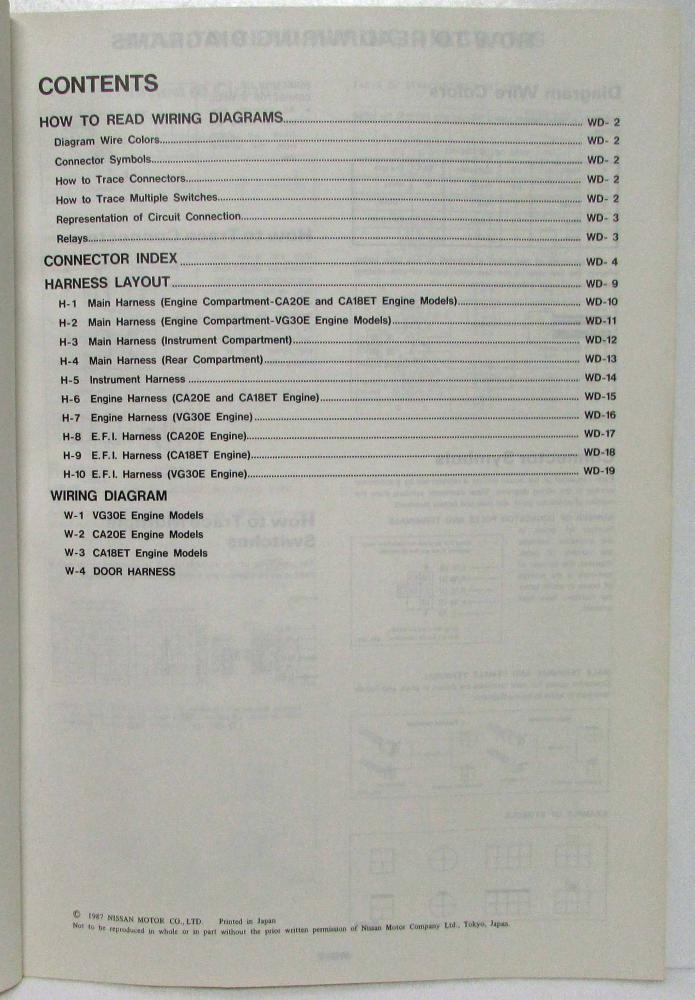 CONTENTS
HOW TO READ WIRING DIAGRAMS.......... WD- 2
Diagram Wire Colors.......... WD- 2
Connector Symbols.......... WD- 2
How to Trace Connectors.......... WD- 2
How to Trace Multiple Switches.......... WD- 2
Representation of Circuit Connection.......... WD- 3
Relays.......... WD- 3
CONNECTOR INDEX .......... WD- 4
HARNESS LAYOUT .......... WD- 9
H-1 Main Harness (Engine Compartment-CA20E and CA18ET Engine Models).......... WD-10
H-2 Main Harness (Engine Compartment-VG30E Engine Models).......... WD-11
H-3 Main Harness (Instrument Compartment).......... WD-12
H-4 Main Harness (Rear Compartment).......... WD-13
H-5 Instrument Harness .......... WD-14
H-6 Engine Harness (CA20E and CA18ET Engine).......... WD-15
H-7 Engine Harness (VG30E Engine).......... WD-16
H-8 E.F.I. Harness (CA20E Engine).......... WD-17
H-9 E.F.I. Harness (CA18ET Engine).......... WD-18
H-10 E.F.I. Harness (VG30E Engine).......... WD-19
WIRING DIAGRAM
W-1 VG30E Engine Models
W-2 CA20E Engine Models
W-3 CA18ET Engine Models
W-4 DOOR HARNESS
© 1987 NISSAN MOTOR CO., LTD. Printed in Japan
Not to be reproduced in whole or in part without the prior written permission of Nissan Motor Company Ltd., Tokyo, Japan.